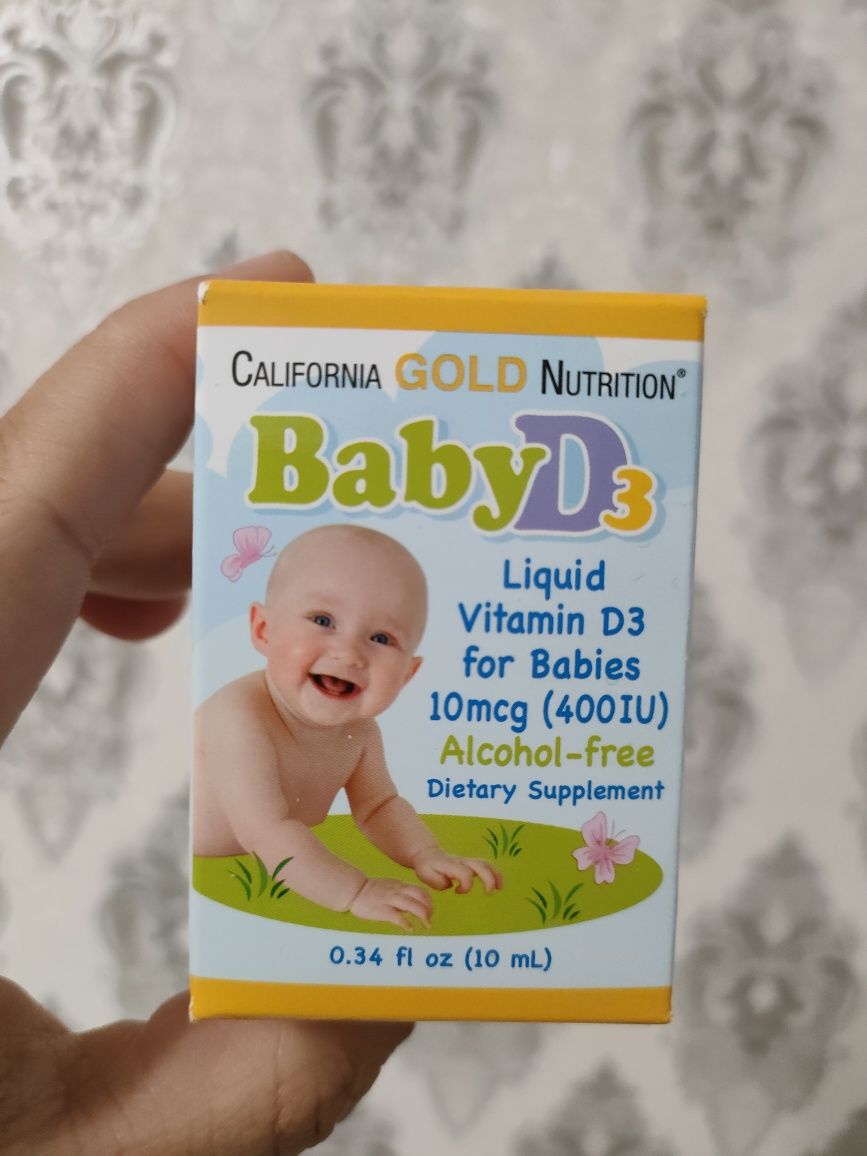 CALIFORNIA GOLD NUTRITION®
BabyD3
Liquid
Vitamin D3
for Babies
10mcg (400IU)
Alcohol-free
Dietary Supplement
0.34 fl oz (10 mL)